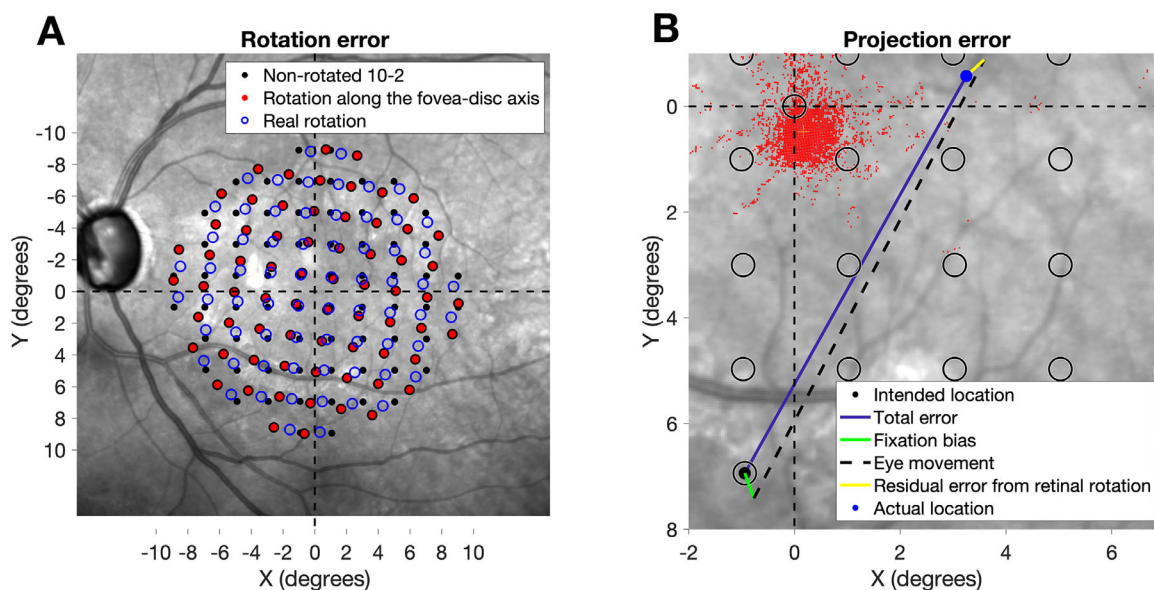 A
Rotation error
Non-rotated 10-2
Rotation along the fovea-disc axis
Real rotation
Y (degrees)
-10
-8
-6
-4
-2
0
2
4
6
8
10
-10 -8 -6 -4 -2 0 2 4 6 8 10
X (degrees)
B
Projection error
Y (degrees)
0
2
4
6
8
Intended location
Total error
Fixation bias
Eye movement
Residual error from retinal rotation
Actual location
-2 0 2 4 6
X (degrees)